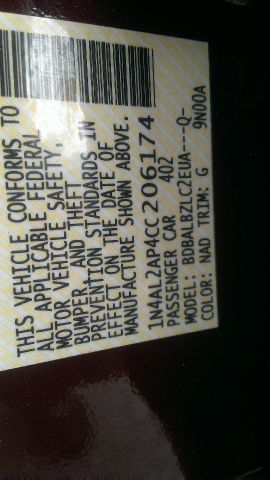 THIS VEHICLE CONFORMS TO
ALL APPLICABLE FEDERAL
MOTOR VEHICLE SAFETY,
BUMPER, AND THEFT
PREVENTION STANDARDS IN
EFFECT ON THE DATE OF
MANUFACTURE SHOWN ABOVE.
1N4AL2AP4CC206174
PASSENGER CAR 402
MODEL: BDBALBZLC2EUA---Q-
COLOR: NAD TRIM: G 9N00A